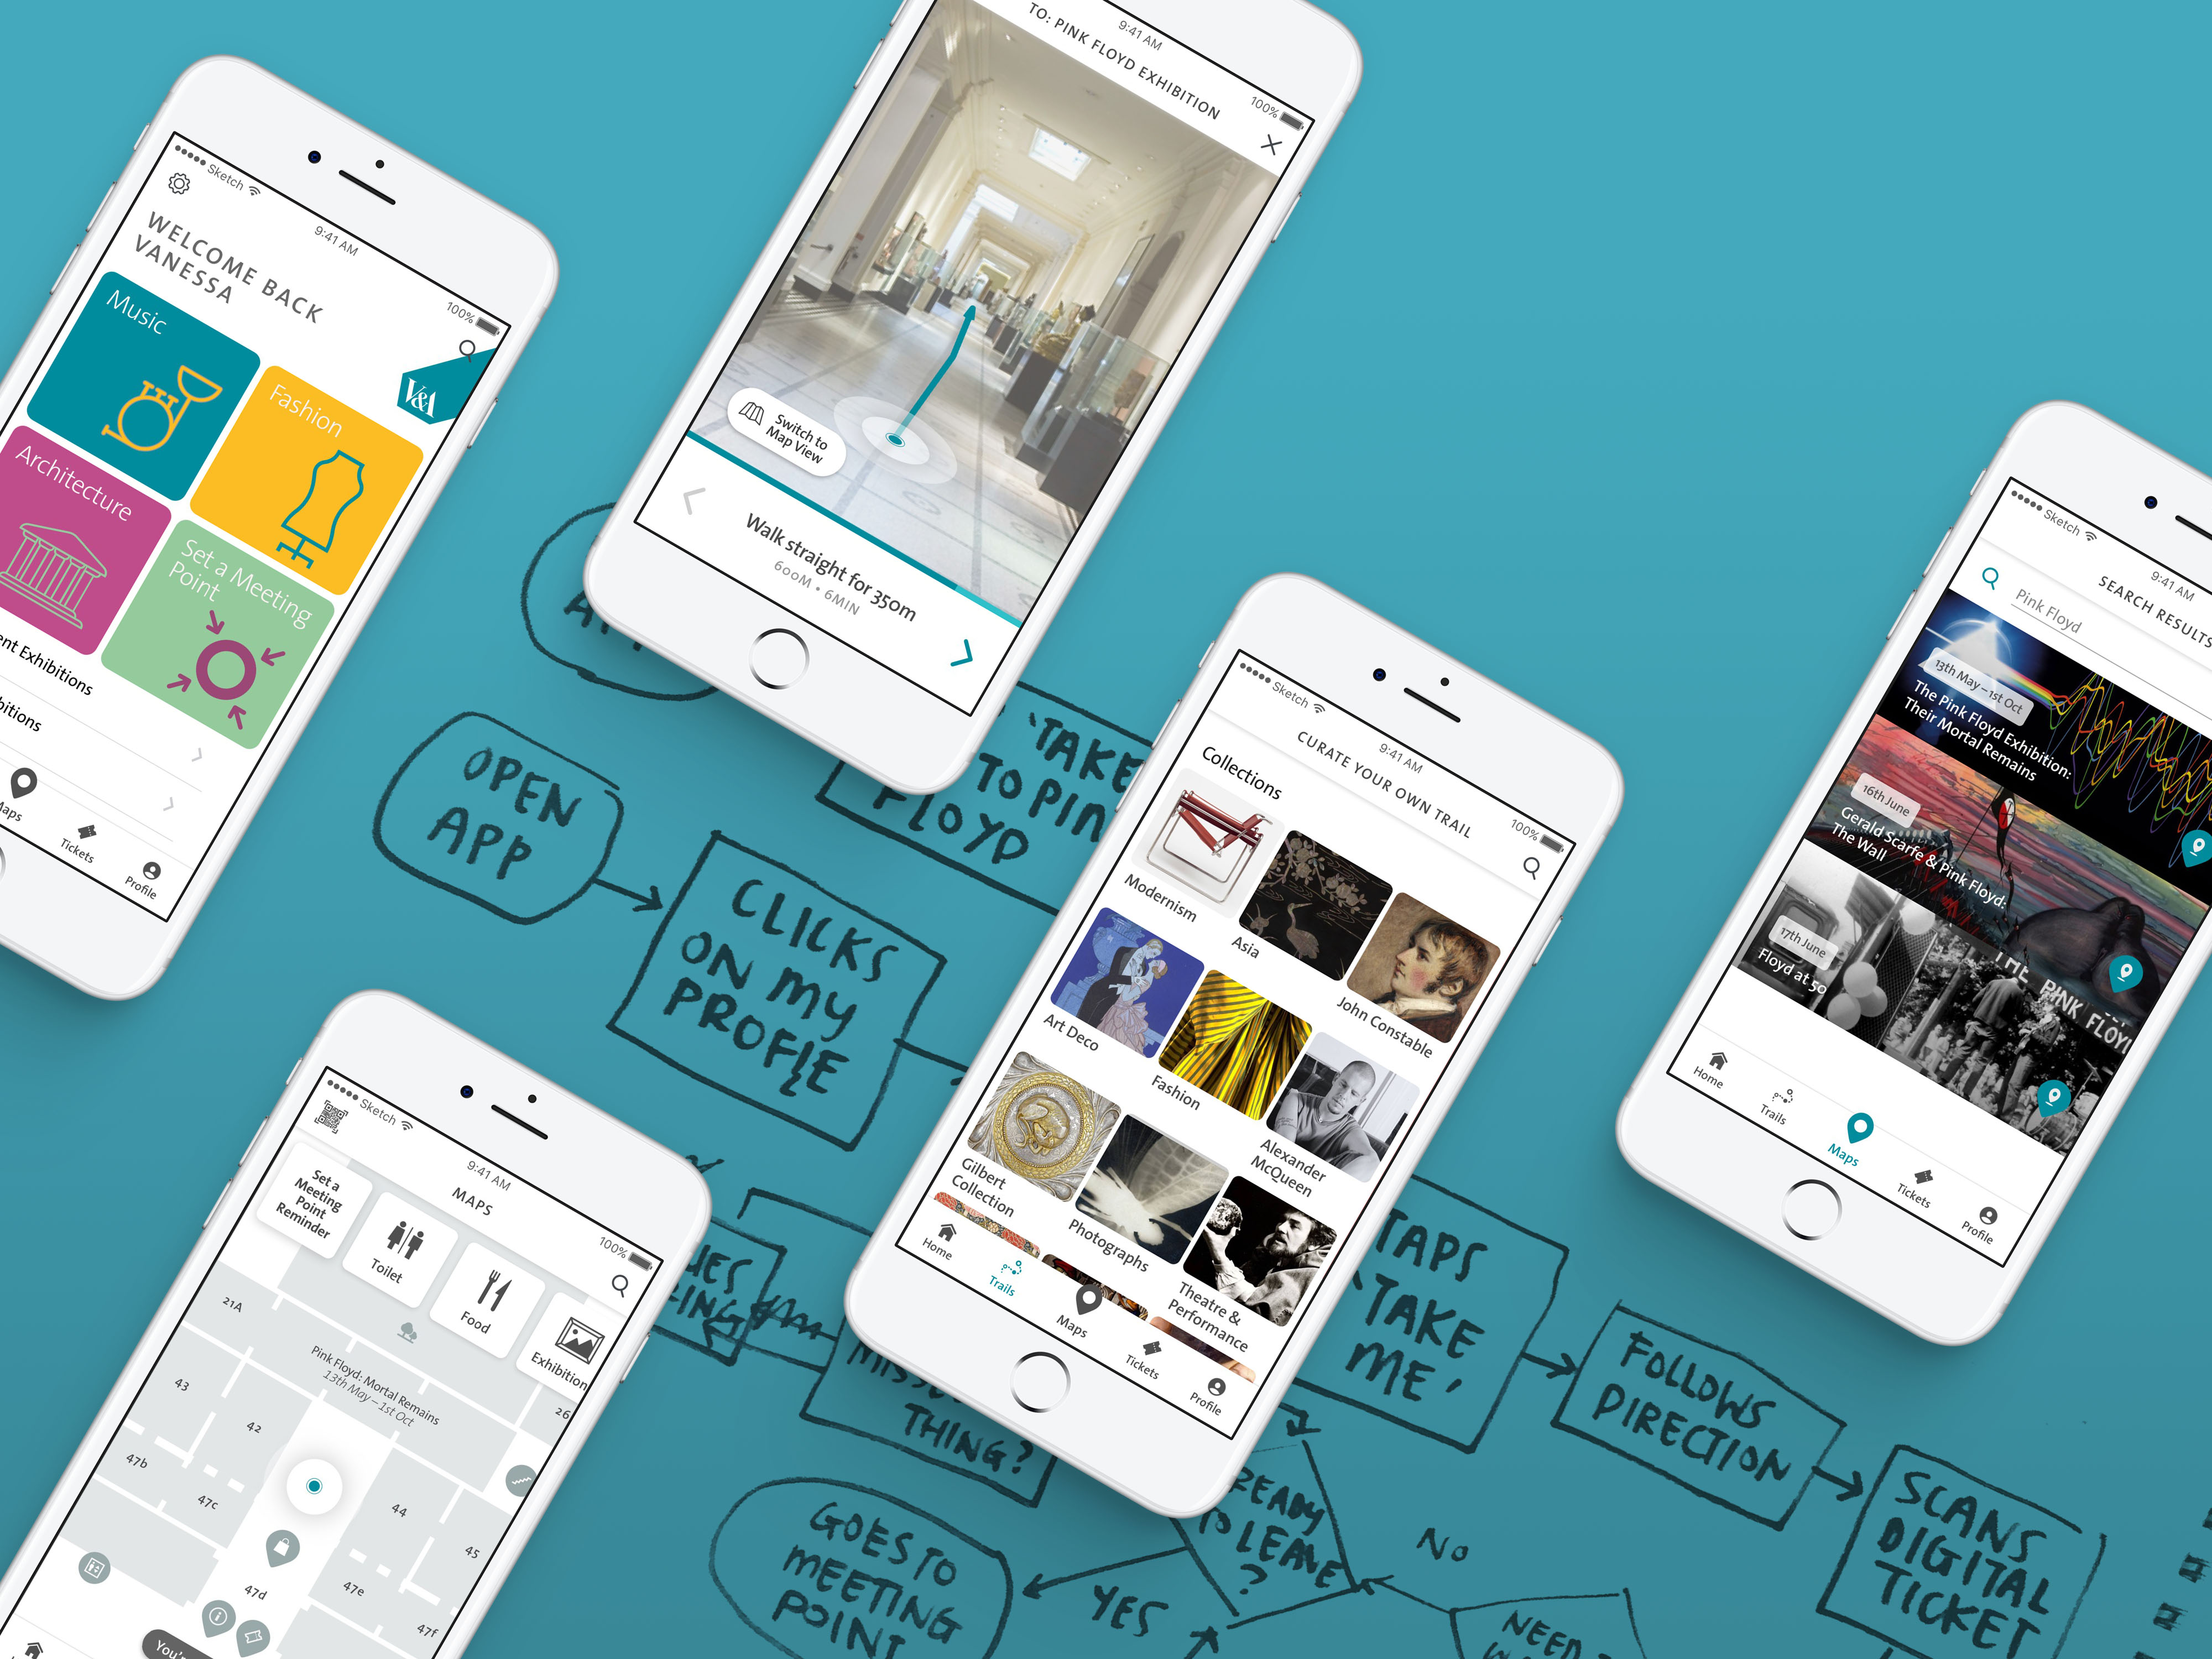 Sketch
9:41 AM
100%
WELCOME BACK
VANESSA
V&A
Music
Fashion
Architecture
Set a Meeting
Point
ent Exhibitions
bitions
Maps
Tickets
Profile
9:41 AM
100%
TO: PINK FLOYD EXHIBITION
Switch to
Map View
Walk straight for 350m
600M • 6MIN
Sketch
9:41 AM
SEARCH RESULTS
Pink Floyd
13th May – 1st Oct
The Pink Floyd Exhibition:
Their Mortal Remains
16th June
Gerald Scarfe & Pink Floyd:
The Wall
17th June
Floyd at 50
THE PINK FLOY
Home
Trails
Maps
Tickets
Profile
Sketch
9:41 AM
100%
CURATE YOUR OWN TRAIL
Collections
Modernism
Asia
John Constable
Art Deco
Fashion
Alexander
McQueen
Gilbert
Collection
Photographs
Theatre &
Performance
Home
Trails
Maps
Tickets
Profile
Sketch
9:41 AM
100%
MAPS
Set a
Meeting
Point
Reminder
Toilet
Food
Exhibition
21A
Pink Floyd: Mortal Remains
13th May – 1st Oct
26
43
42
47b
47c
44
45
47d
47e
47f
You'r
OPEN
APP
CLICKS
ON MY
PROFILE
'TAKE
TO PIN
FLOYD
THING?
TAPS
'TAKE
ME'
FOLLOWS
DIRECTION
SCANS
DIGITAL
TICKET
READY
TO LEAVE
?
NO
YES
GOES TO
MEETING
POINT
NEED